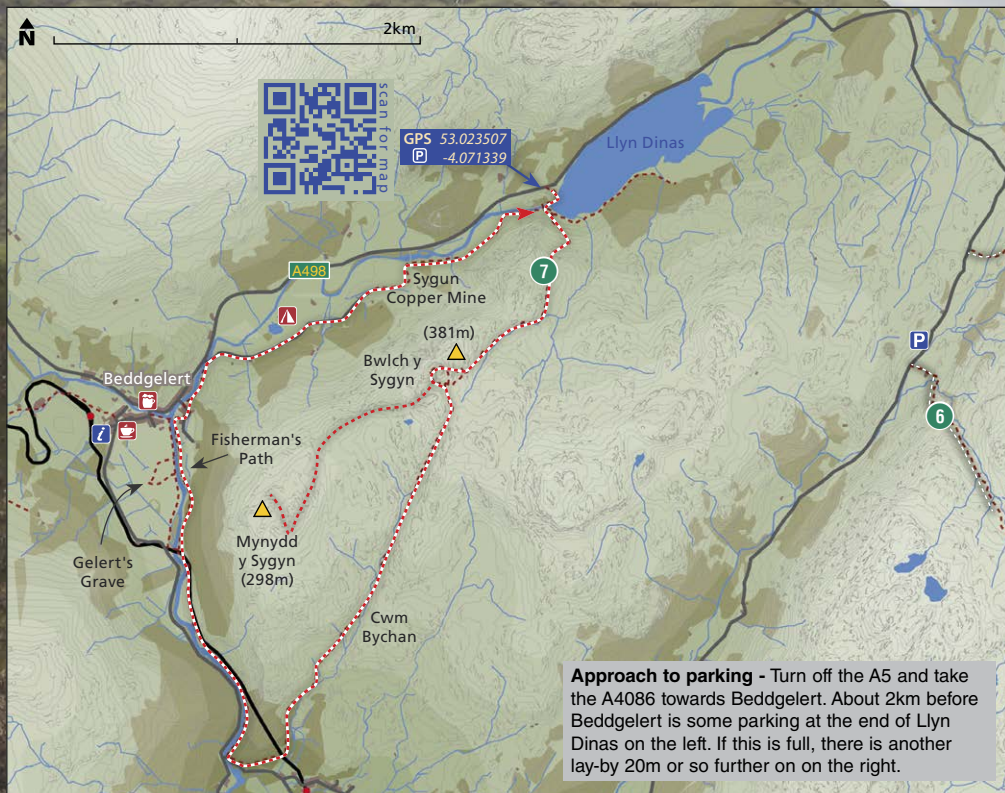 N
2km
scan for map
GPS 53.023507
P -4.071339
Llyn Dinas
A498
Sygun
Copper Mine
7
(381m)
Bwlch y
Sygyn
P
Beddgelert
6
i
Fisherman's
Path
Mynydd
y Sygyn
(298m)
Gelert's
Grave
Cwm
Bychan
Approach to parking - Turn off the A5 and take
the A4086 towards Beddgelert. About 2km before
Beddgelert is some parking at the end of Llyn
Dinas on the left. If this is full, there is another
lay-by 20m or so further on on the right.